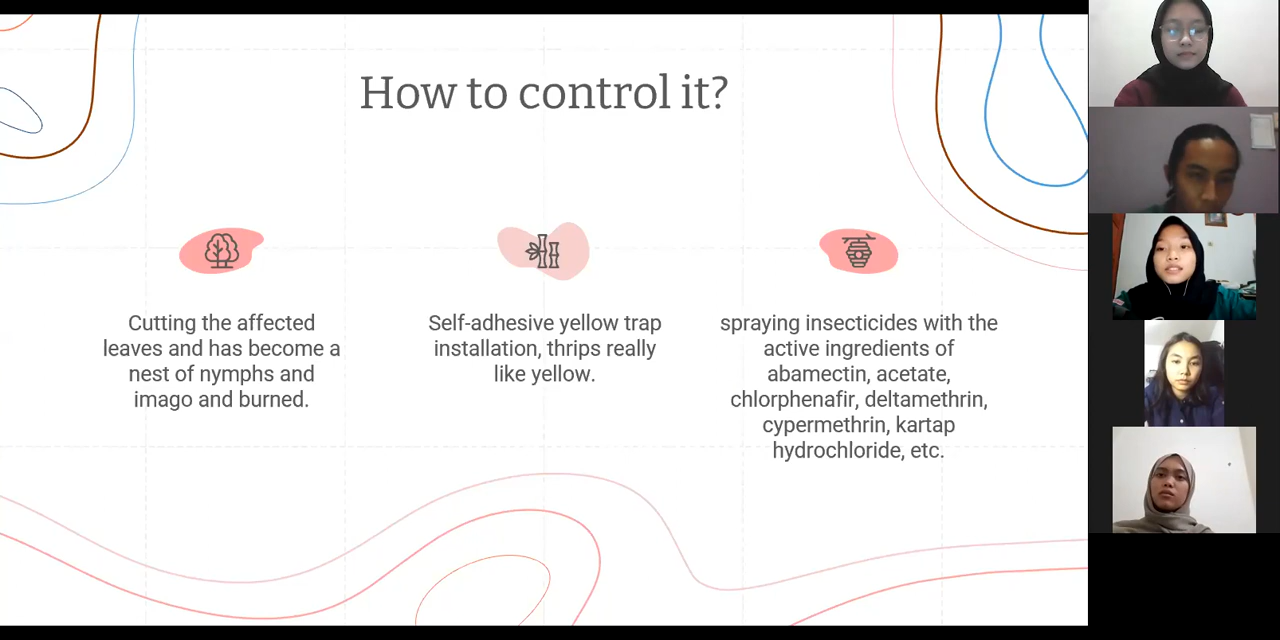 How to control it?
Cutting the affected
leaves and has become a
nest of nymphs and
imago and burned.
Self-adhesive yellow trap
installation, thrips really
like yellow.
spraying insecticides with the
active ingredients of
abamectin, acetate,
chlorphenafir, deltamethrin,
cypermethrin, kartap
hydrochloride, etc.